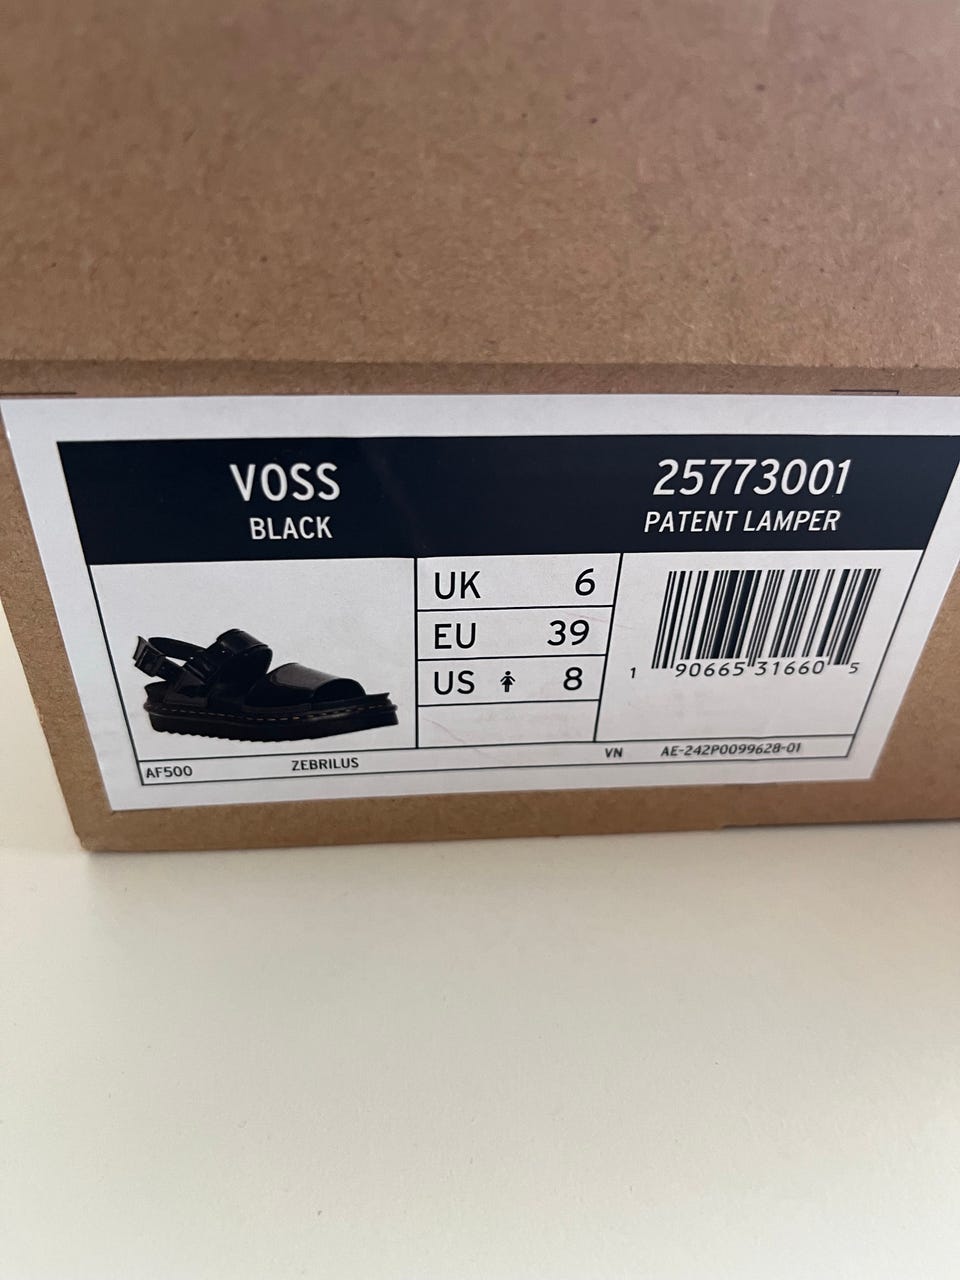 VOSS
BLACK
25773001
PATENT LAMPER
UK 6
EU 39
US 8
1 90665 31660 5
AF500 ZEBRILUS VN AE-242P0099628-01